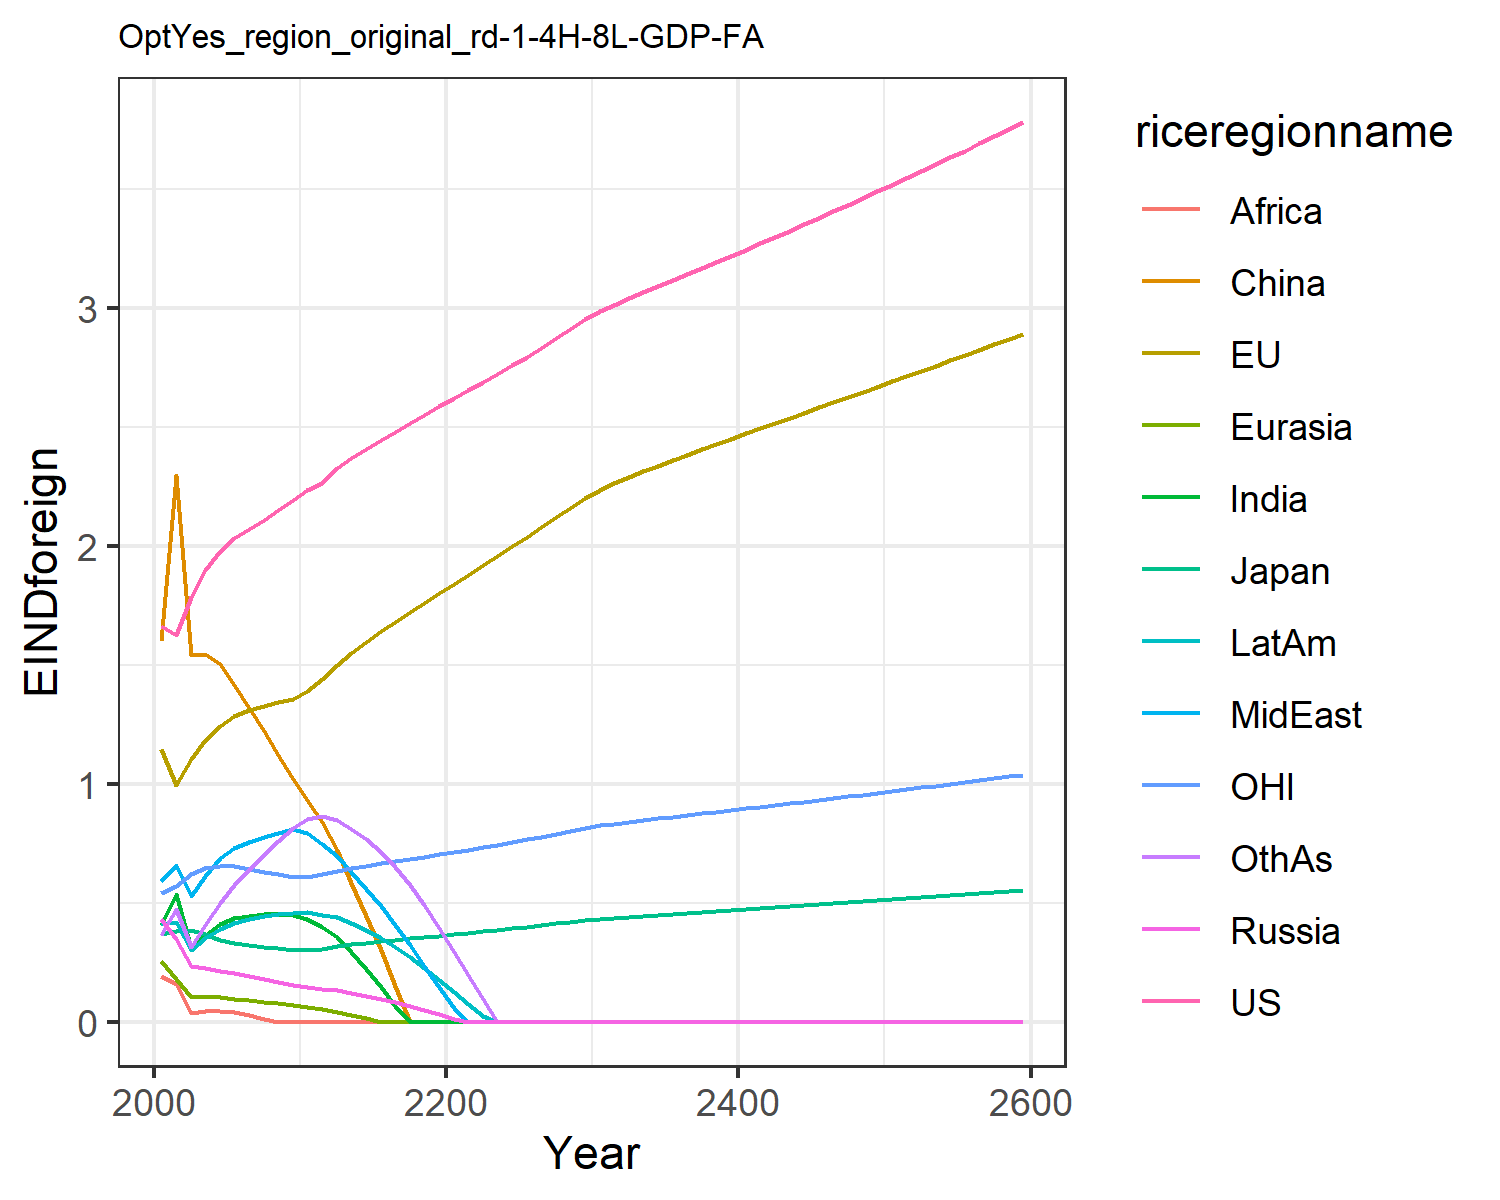 OptYes_region_original_rd-1-4H-8L-GDP-FA
EINDforeign
3
2
1
0
2000
2200
2400
2600
Year
riceregionname
Africa
China
EU
Eurasia
India
Japan
LatAm
MidEast
OHI
OthAs
Russia
US